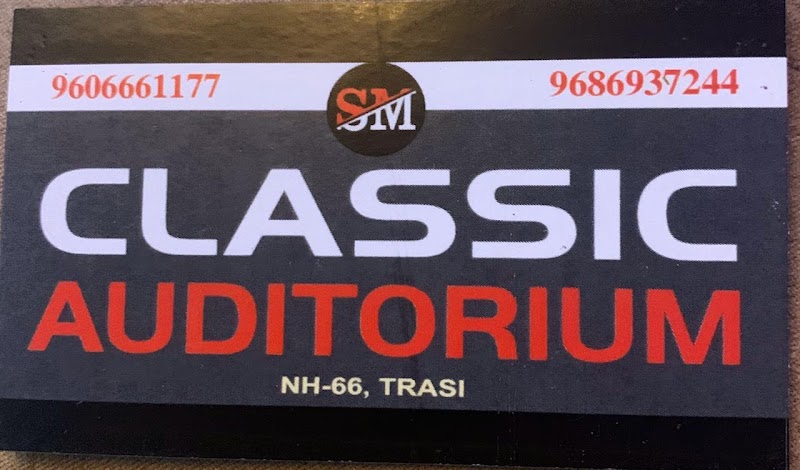 9606661177
SM
9686937244
CLASSIC
AUDITORIUM
NH-66, TRASI